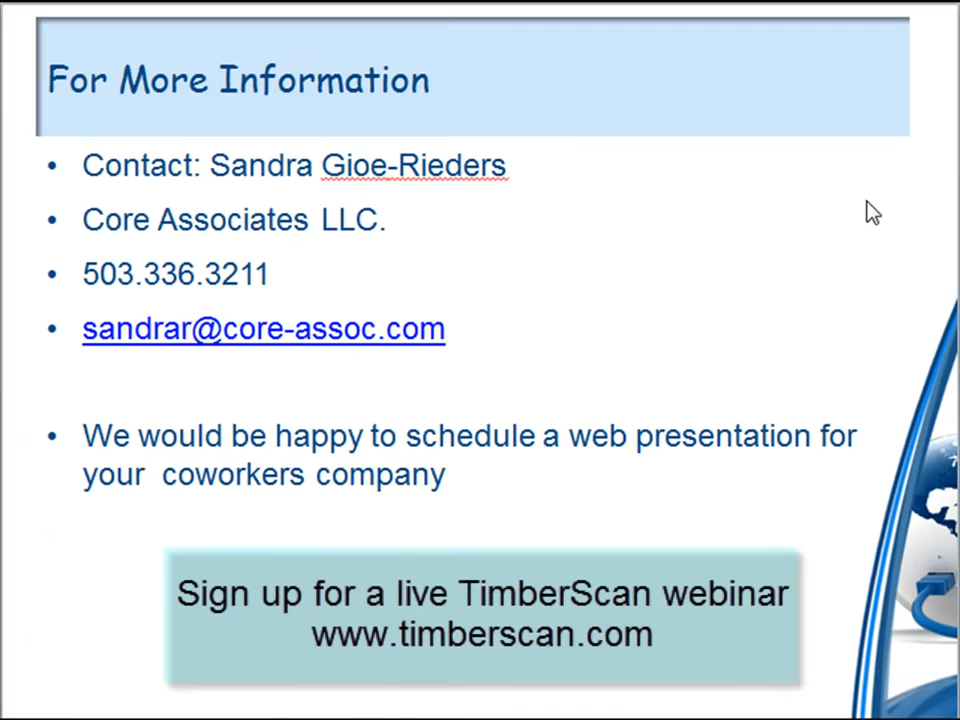 For More Information
• Contact: Sandra Gioe-Rieders
• Core Associates LLC.
• 503.336.3211
• sandrar@core-assoc.com
• We would be happy to schedule a web presentation for
your coworkers company
Sign up for a live TimberScan webinar
www.timberscan.com